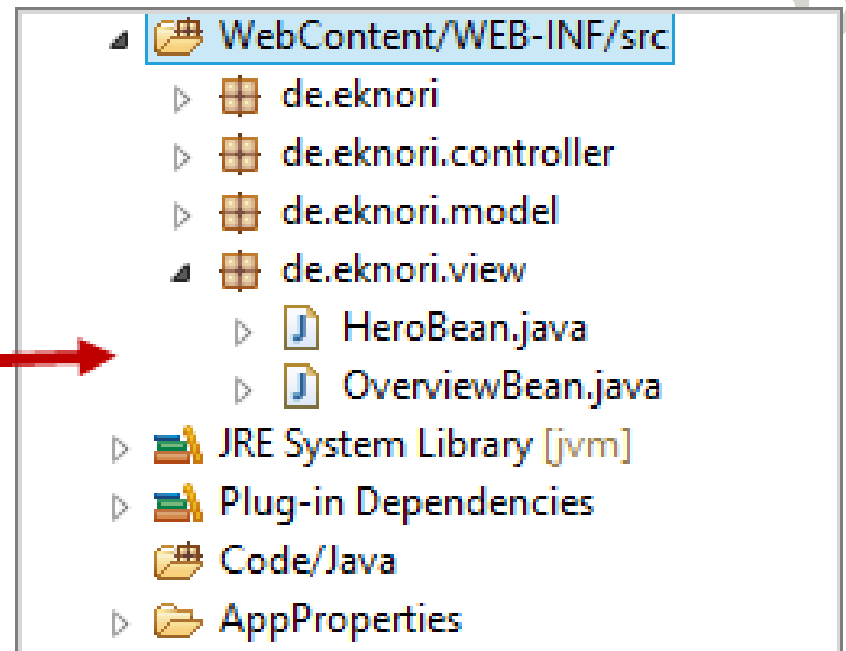 WebContent/WEB-INF/src
de.eknori
de.eknori.controller
de.eknori.model
de.eknori.view
J HeroBean.java
J OverviewBean.java
JRE System Library [jvm]
Plug-in Dependencies
Code/Java
AppProperties